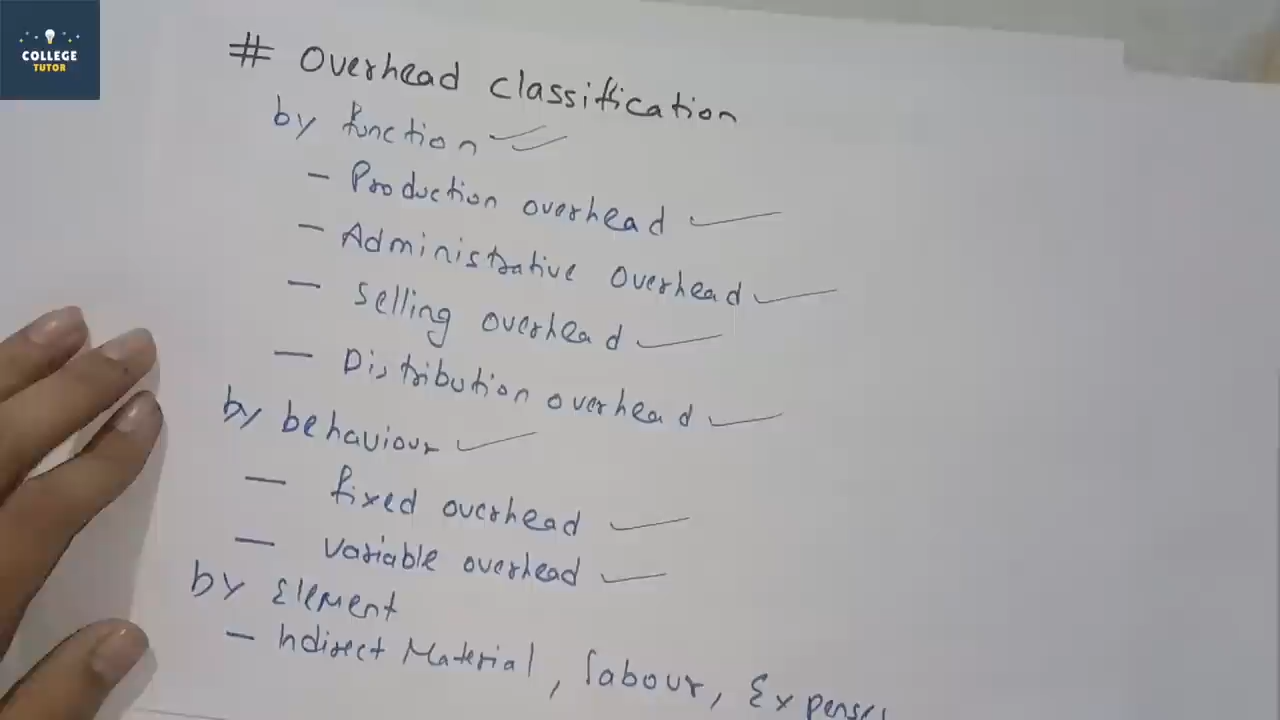 COLLEGE
TUTOR
# Overhead classification
by function
- Production overhead
- Administrative overhead
- Selling overhead
- Distribution overhead
by behaviour
- fixed overhead
- variable overhead
by Element
- Indirect Material, labour, Expenses